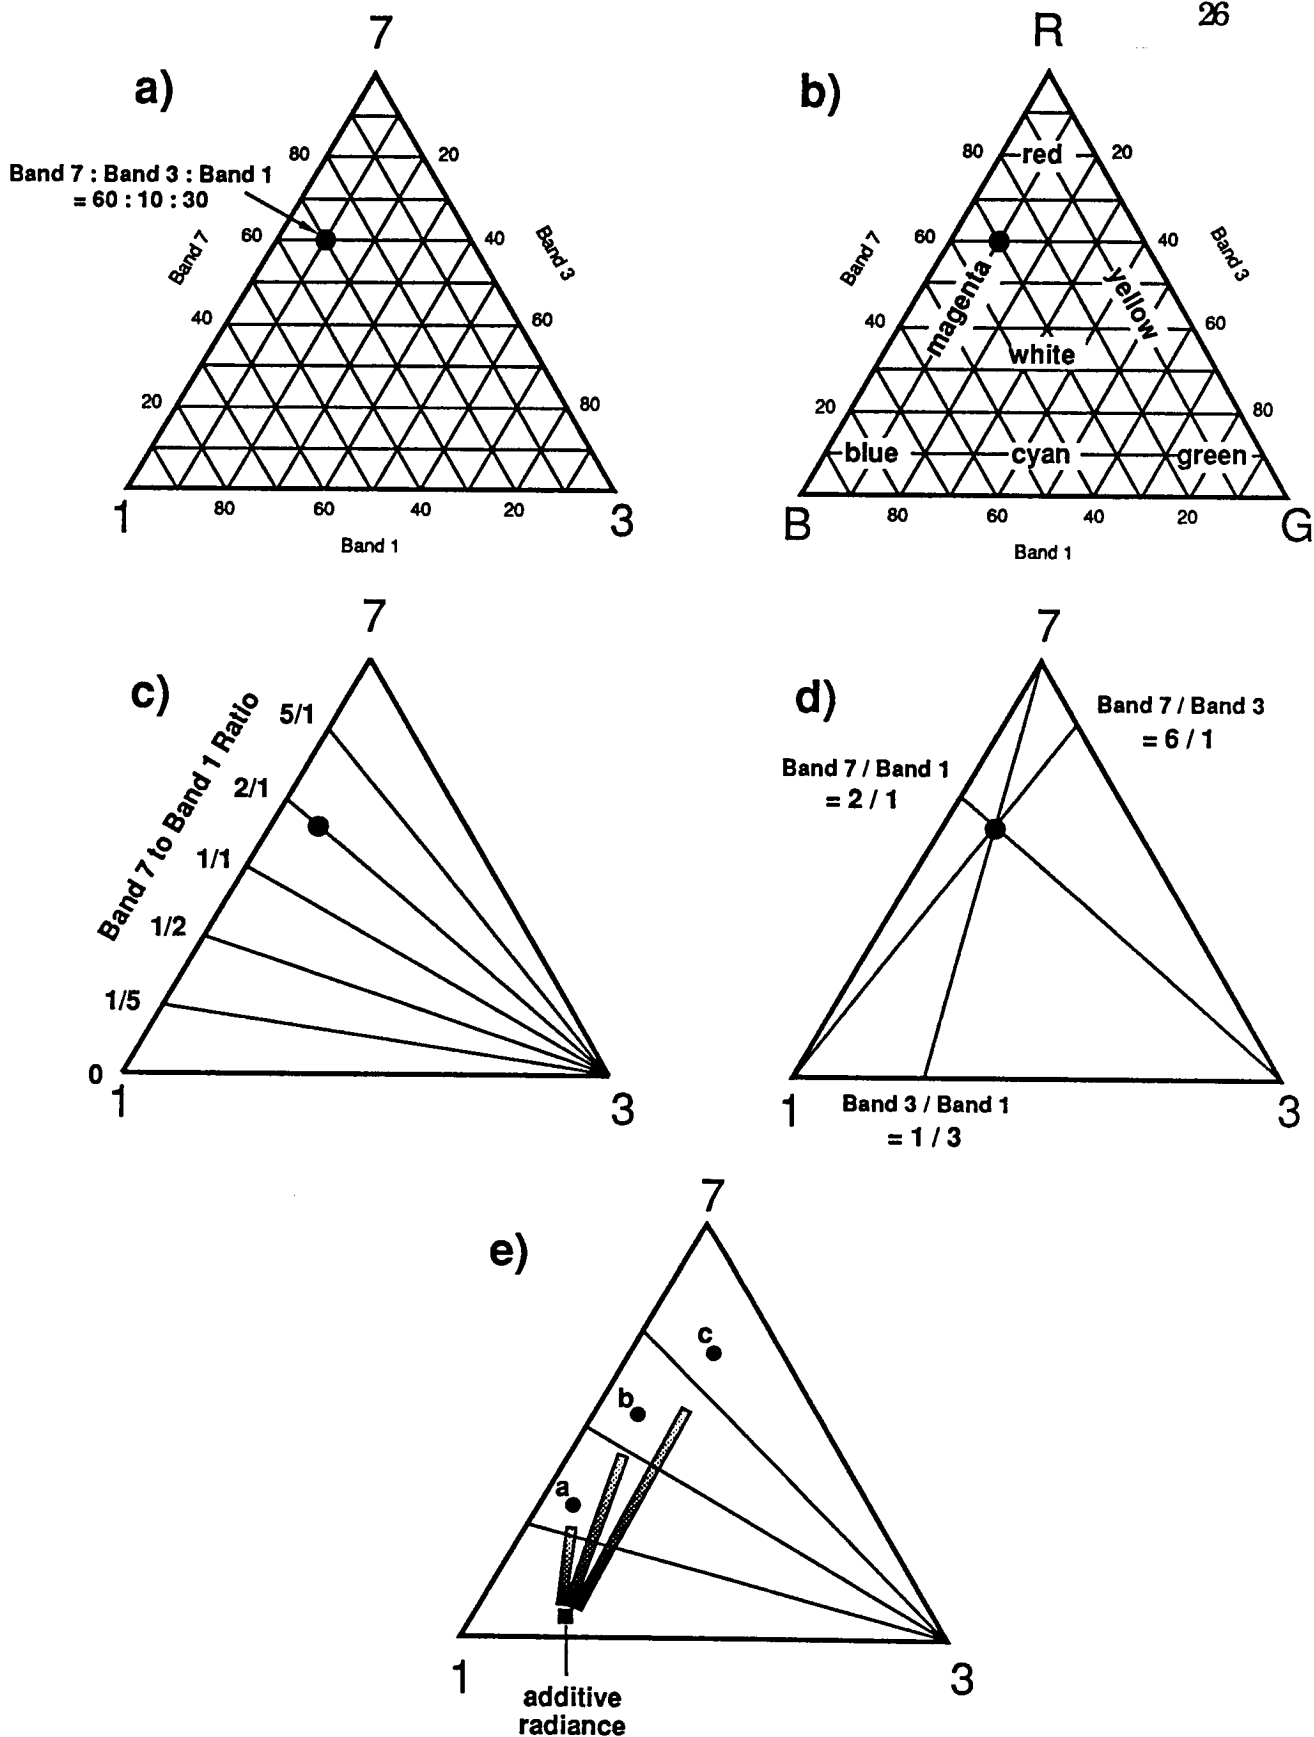 26
a)
7
80
20
Band 7 : Band 3 : Band 1
= 60 : 10 : 30
60
40
Band 7
Band 3
40
60
20
80
1
80
60
40
20
3
Band 1
b)
R
80
red
20
60
40
Band 7
Band 3
magenta
yellow
40
60
white
20
80
blue
cyan
green
B
80
60
40
20
G
Band 1
c)
7
Band 7 to Band 1 Ratio
5/1
2/1
1/1
1/2
1/5
0
1
3
d)
7
Band 7 / Band 3
= 6 / 1
Band 7 / Band 1
= 2 / 1
1
Band 3 / Band 1
= 1 / 3
3
e)
7
c
b
a
1
3
additive
radiance